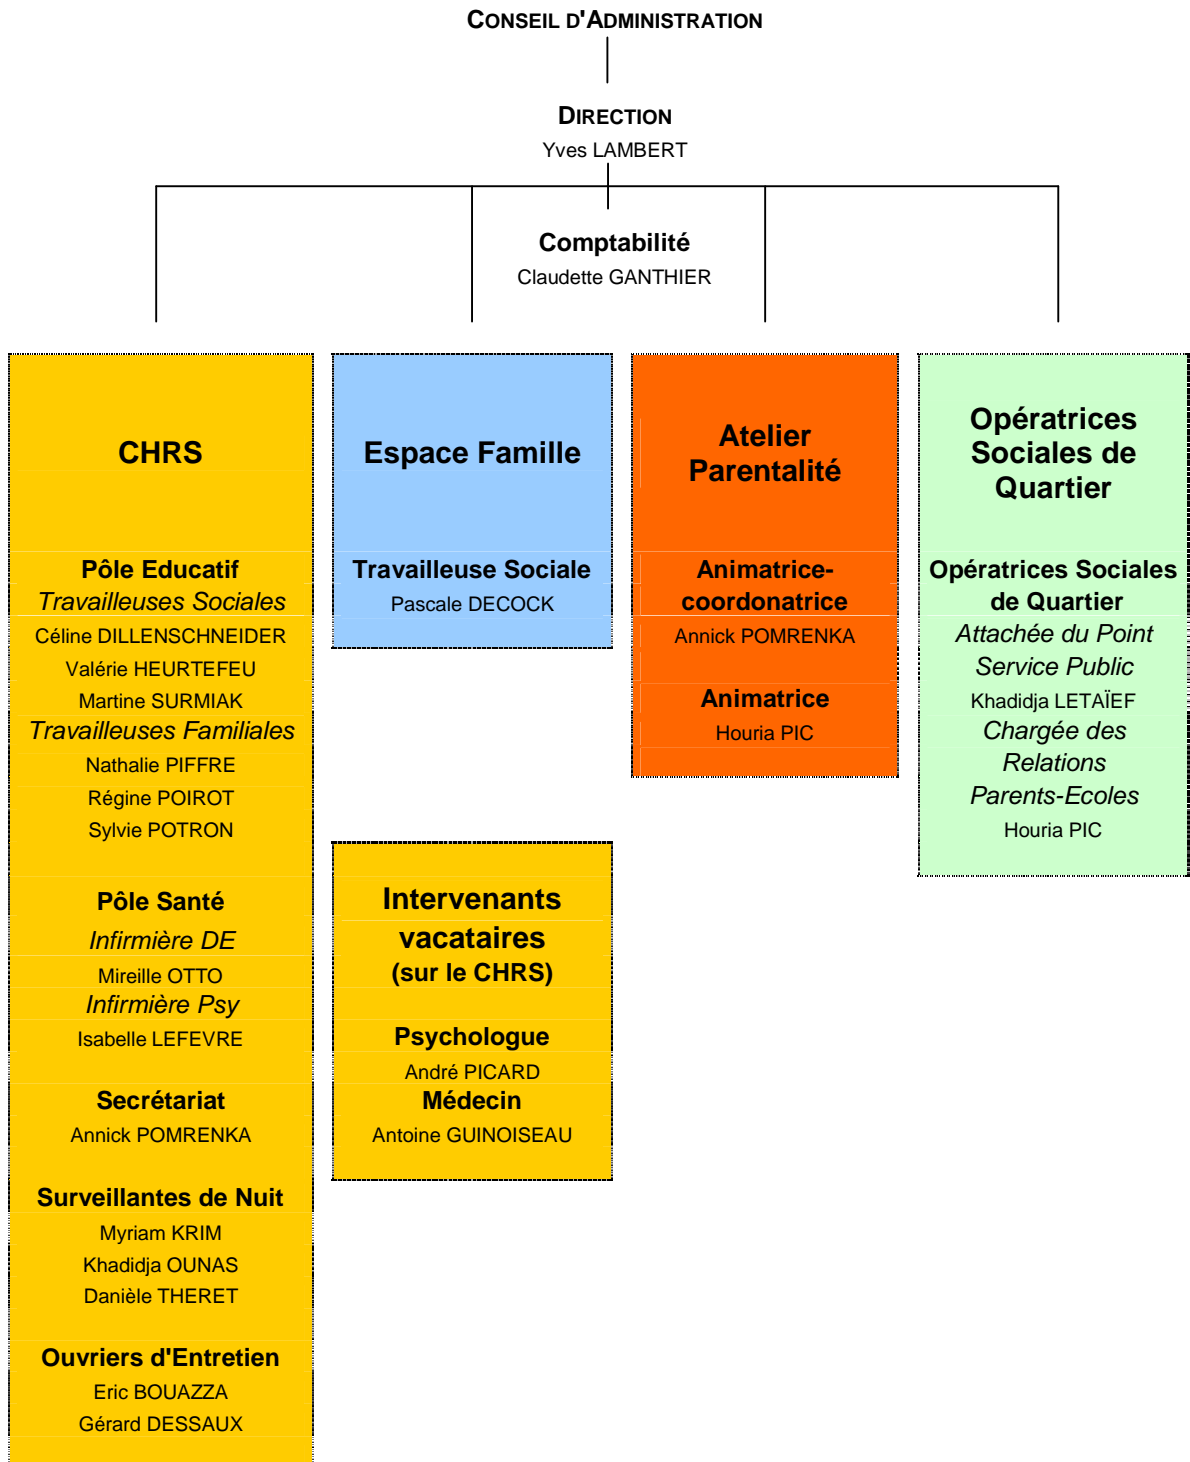 CONSEIL D'ADMINISTRATION
DIRECTION
Yves LAMBERT
Comptabilité
Claudette GANTHIER
CHRS
Pôle Educatif
Travailleuses Sociales
Céline DILLENSCHNEIDER
Valérie HEURTEFEU
Martine SURMIAK
Travailleuses Familiales
Nathalie PIFFRE
Régine POIROT
Sylvie POTRON
Pôle Santé
Infirmière DE
Mireille OTTO
Infirmière Psy
Isabelle LEFEVRE
Secrétariat
Annick POMRENKA
Surveillantes de Nuit
Myriam KRIM
Khadidja OUNAS
Danièle THERET
Ouvriers d'Entretien
Eric BOUAZZA
Gérard DESSAUX
Espace Famille
Travailleuse Sociale
Pascale DECOCK
Intervenants
vacataires
(sur le CHRS)
Psychologue
André PICARD
Médecin
Antoine GUINOISEAU
Atelier
Parentalité
Animatrice-
coordonatrice
Annick POMRENKA
Animatrice
Houria PIC
Opératrices
Sociales de
Quartier
Opératrices Sociales
de Quartier
Attachée du Point
Service Public
Khadidja LETAÏEF
Chargée des
Relations
Parents-Ecoles
Houria PIC